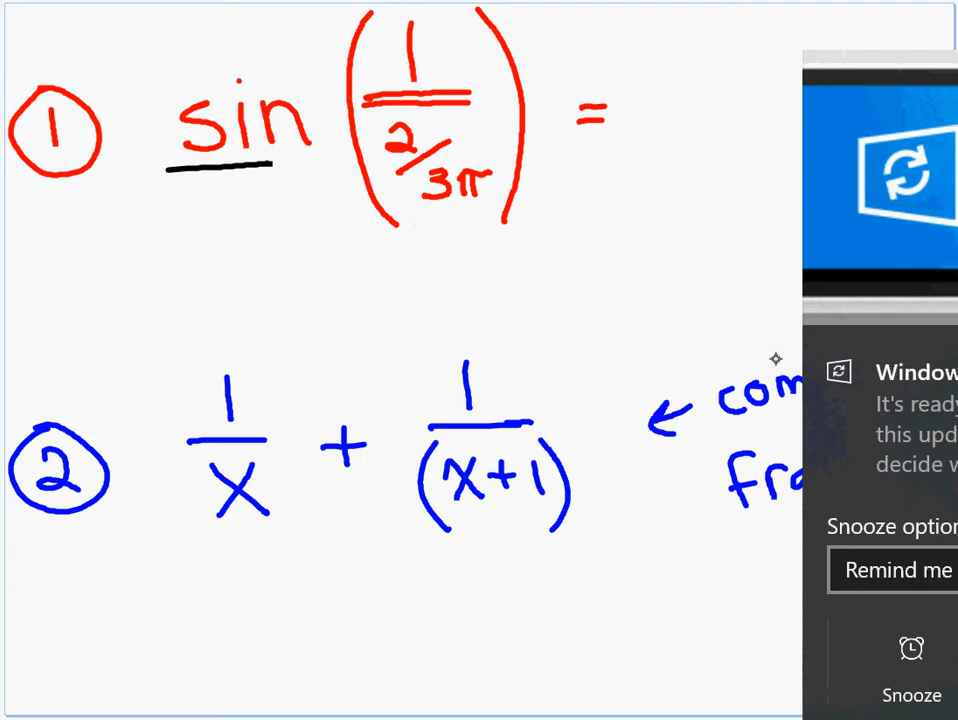 ① sin (1 / (2/3π)) =
② 1/x + 1/(x+1) ← com
fra
Window
It's ready
this upd
decide w
Snooze option
Remind me
Snooze